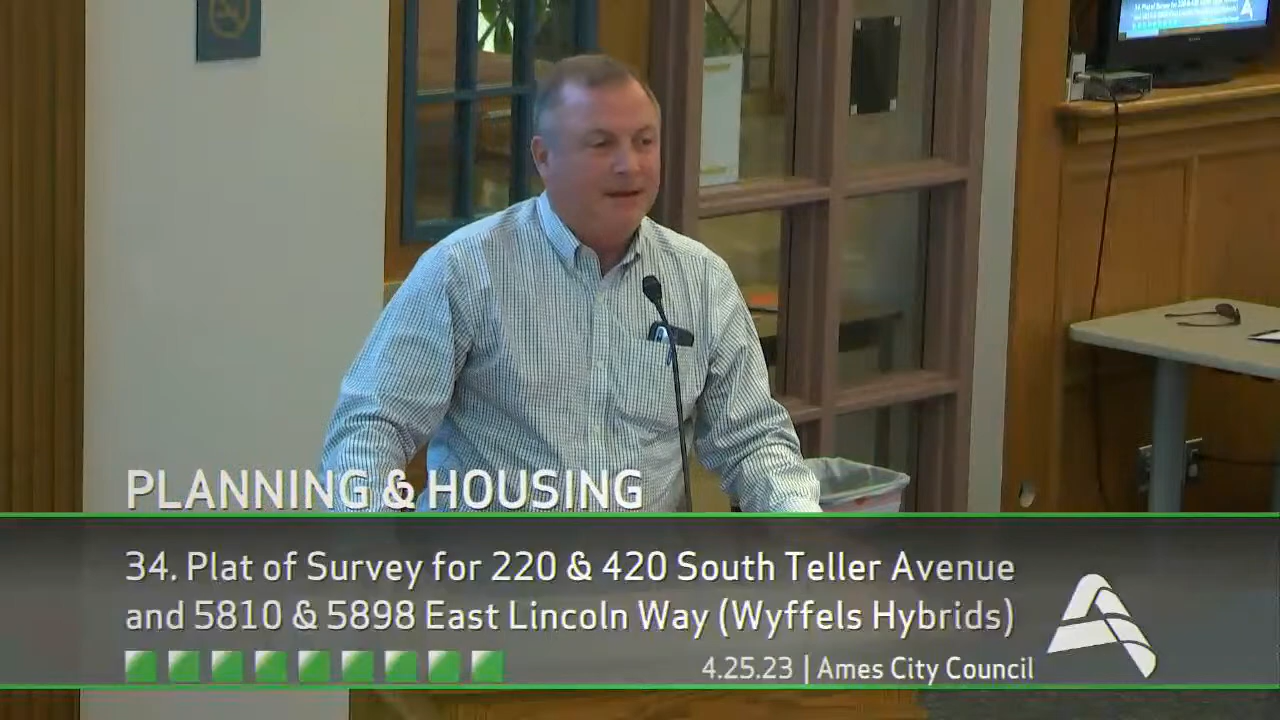 PLANNING & HOUSING
34. Plat of Survey for 220 & 420 South Teller Avenue
and 5810 & 5898 East Lincoln Way (Wyffels Hybrids)
4.25.23 | Ames City Council